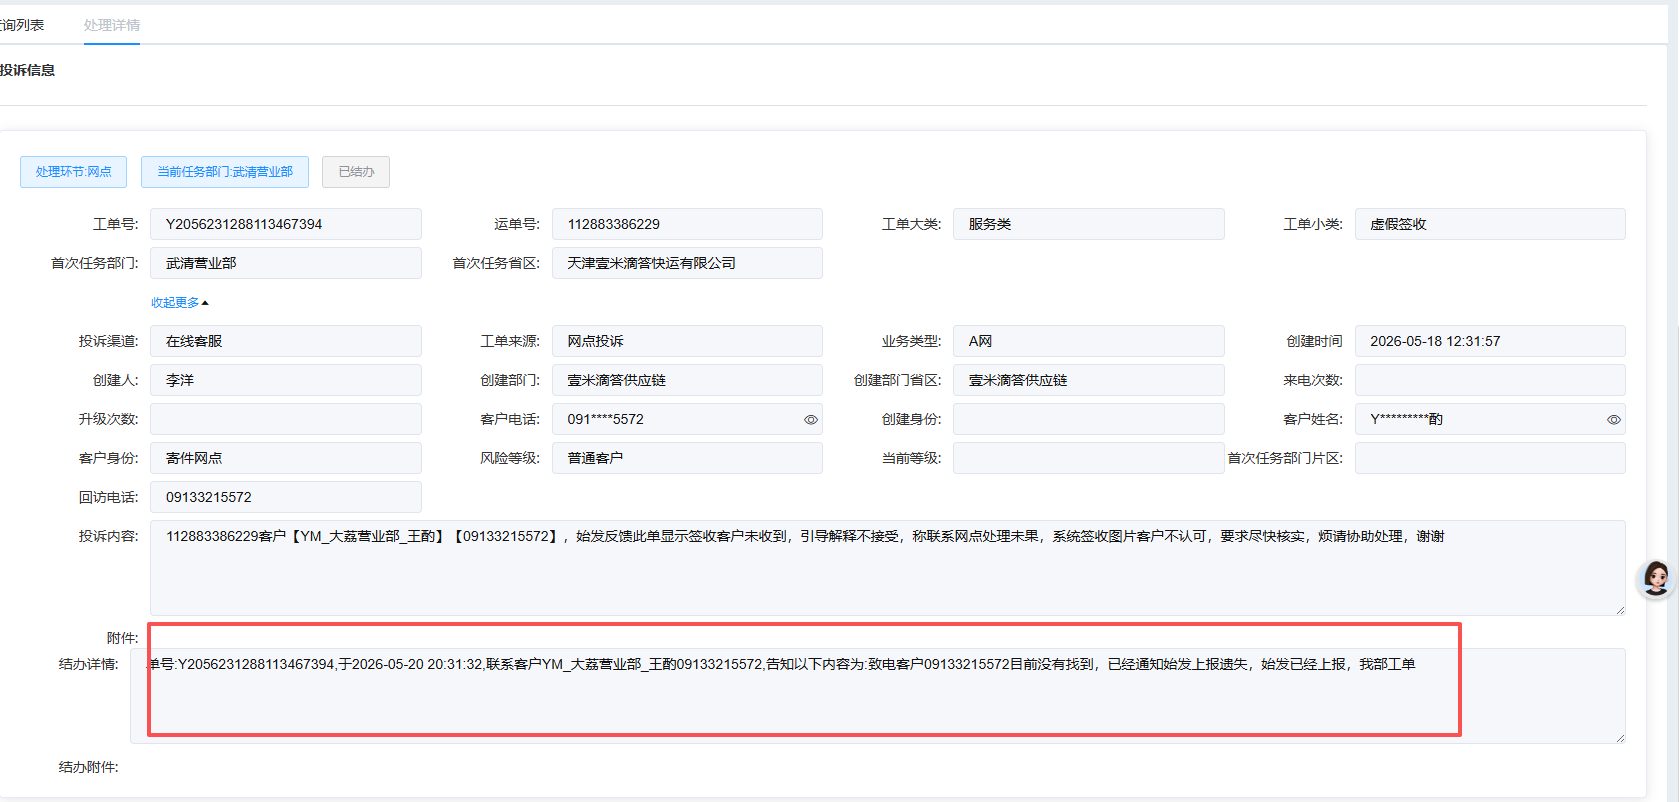 询列表 处理详情
投诉信息
处理环节:网点 当前任务部门:武清营业部 已结办
工单号: Y2056231288113467394 运单号: 112883386229 工单大类: 服务类 工单小类: 虚假签收
首次任务部门: 武清营业部 首次任务省区: 天津壹米滴答快运有限公司
收起更多
投诉渠道: 在线客服 工单来源: 网点投诉 业务类型: A网 创建时间 2026-05-18 12:31:57
创建人: 李洋 创建部门: 壹米滴答供应链 创建部门省区: 壹米滴答供应链 来电次数:
升级次数: 客户电话: 091****5572 创建身份: 客户姓名: Y*********酌
客户身份: 寄件网点 风险等级: 普通客户 当前等级: 首次任务部门片区:
回访电话: 09133215572
投诉内容: 112883386229客户【YM_大荔营业部_王酌】【09133215572】，始发反馈此单显示签收客户未收到，引导解释不接受，称联系网点处理未果，系统签收图片客户不认可，要求尽快核实，烦请协助处理，谢谢
附件:
结办详情: 单号:Y2056231288113467394,于2026-05-20 20:31:32,联系客户YM_大荔营业部_王酌09133215572,告知以下内容为:致电客户09133215572目前没有找到，已经通知始发上报遗失，始发已经上报，我部工单
结办附件: